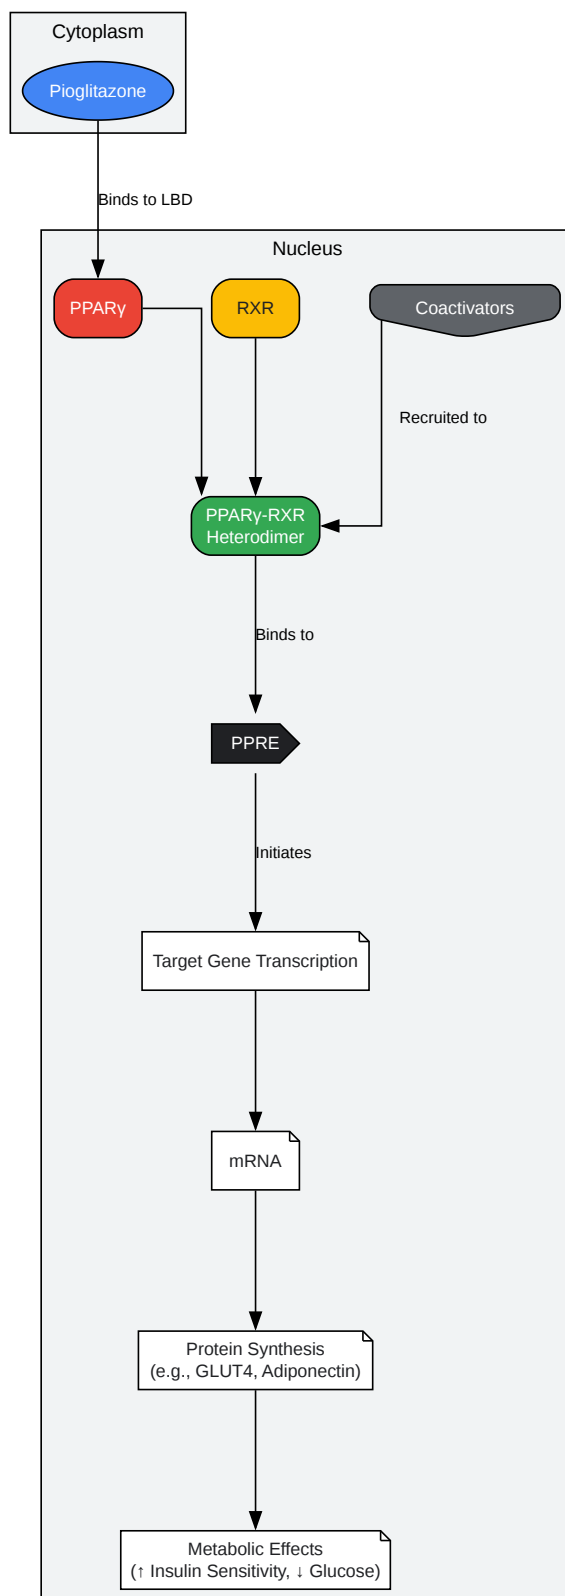 Cytoplasm
Pioglitazone
Binds to LBD
Nucleus
PPARγ
RXR
Coactivators
Recruited to
PPARγ-RXR
Heterodimer
Binds to
PPRE
Initiates
Target Gene Transcription
mRNA
Protein Synthesis
(e.g., GLUT4, Adiponectin)
Metabolic Effects
(↑ Insulin Sensitivity, ↓ Glucose)